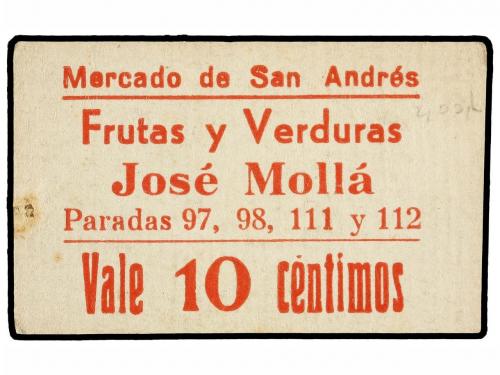 Mercado de San Andrés
Frutas y Verduras
José Mollá
Paradas 97, 98, 111 y 112
Vale 10 céntimos